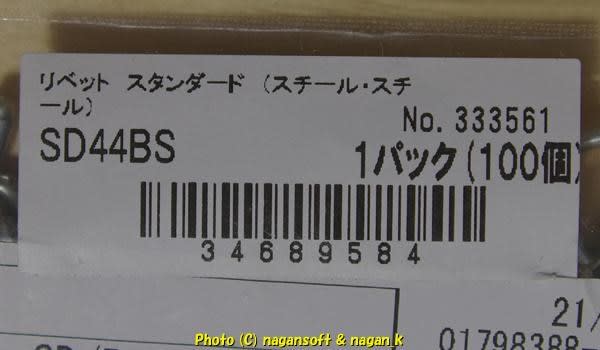 リベット スタンダード (スチール・スチ
ール)
No. 333561
SD44BS
1パック(100個)
34689584
21/
01798388-
Photo (C) nagansoft & nagan k